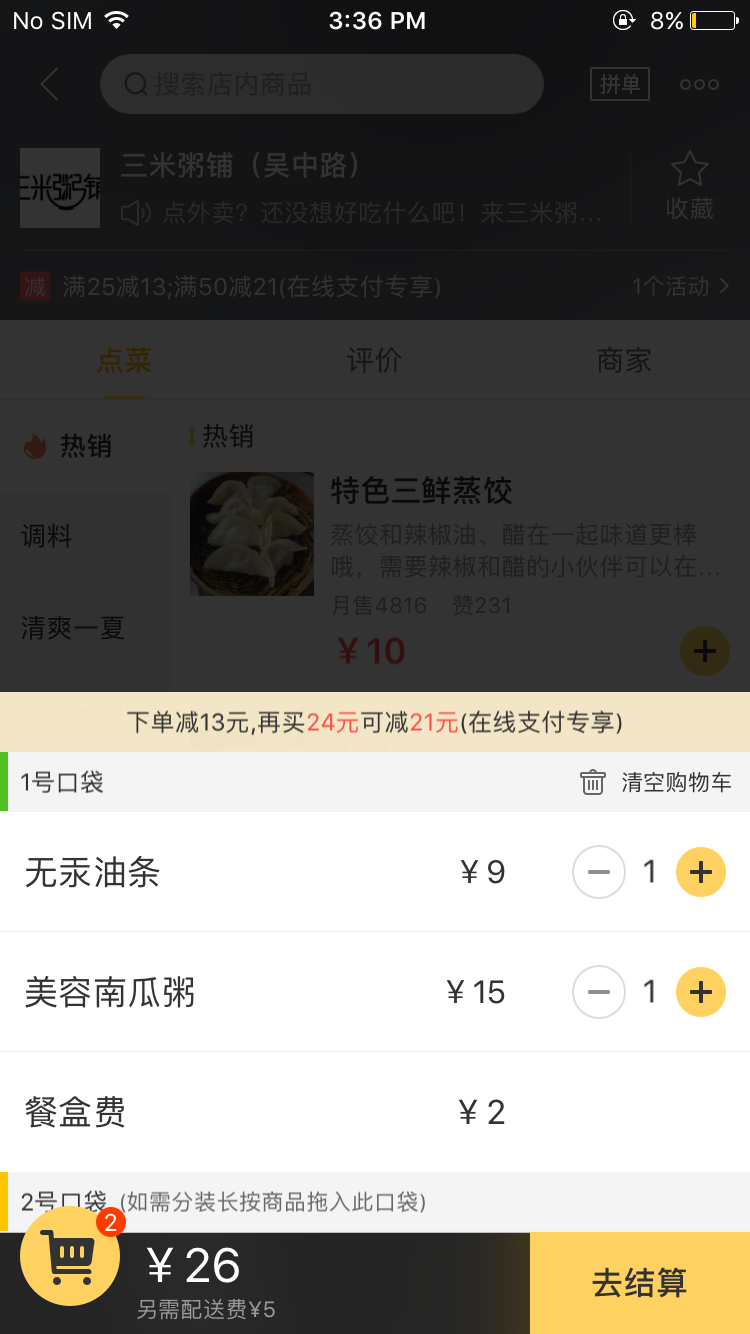 No SIM 3:36 PM 8%
搜索店内商品 拼单
三米粥铺
三米粥铺（吴中路）
点外卖？还没想好吃什么吧！来三米粥...
收藏
减 满25减13;满50减21(在线支付专享) 1个活动
点菜 评价 商家
热销
热销
特色三鲜蒸饺
蒸饺和辣椒油、醋在一起味道更棒
哦，需要辣椒和醋的小伙伴可以在...
月售4816 赞231
¥10
调料
清爽一夏
下单减13元,再买24元可减21元(在线支付专享)
1号口袋 清空购物车
无汞油条 ¥9 1
美容南瓜粥 ¥15 1
餐盒费 ¥2
2号口袋 (如需分装长按商品拖入此口袋)
2
¥26
另需配送费¥5
去结算